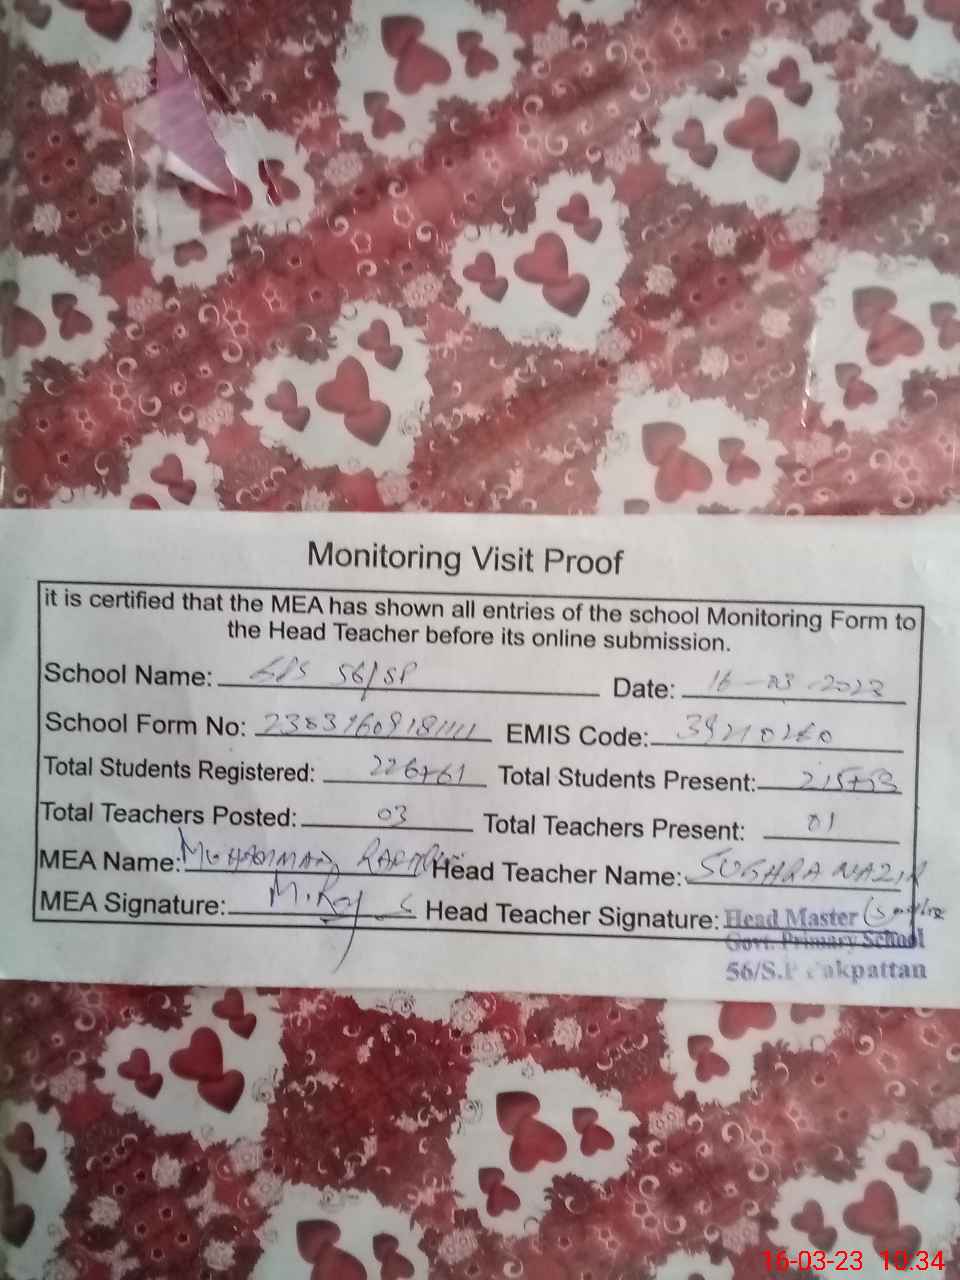 Monitoring Visit Proof
it is certified that the MEA has shown all entries of the school Monitoring Form to
the Head Teacher before its online submission.
School Name: GPS 56/SP Date: 16-03-2023
School Form No: EMIS Code: 39210260
Total Students Registered: 226+61 Total Students Present: 215+53
Total Teachers Posted: 03 Total Teachers Present: 01
MEA Name: MUHAMMAD Head Teacher Name: SUGHRA NAZIR
MEA Signature: Head Teacher Signature: Head Master
Govt. Primary School
56/S.P Pakpattan
16-03-23 10:34